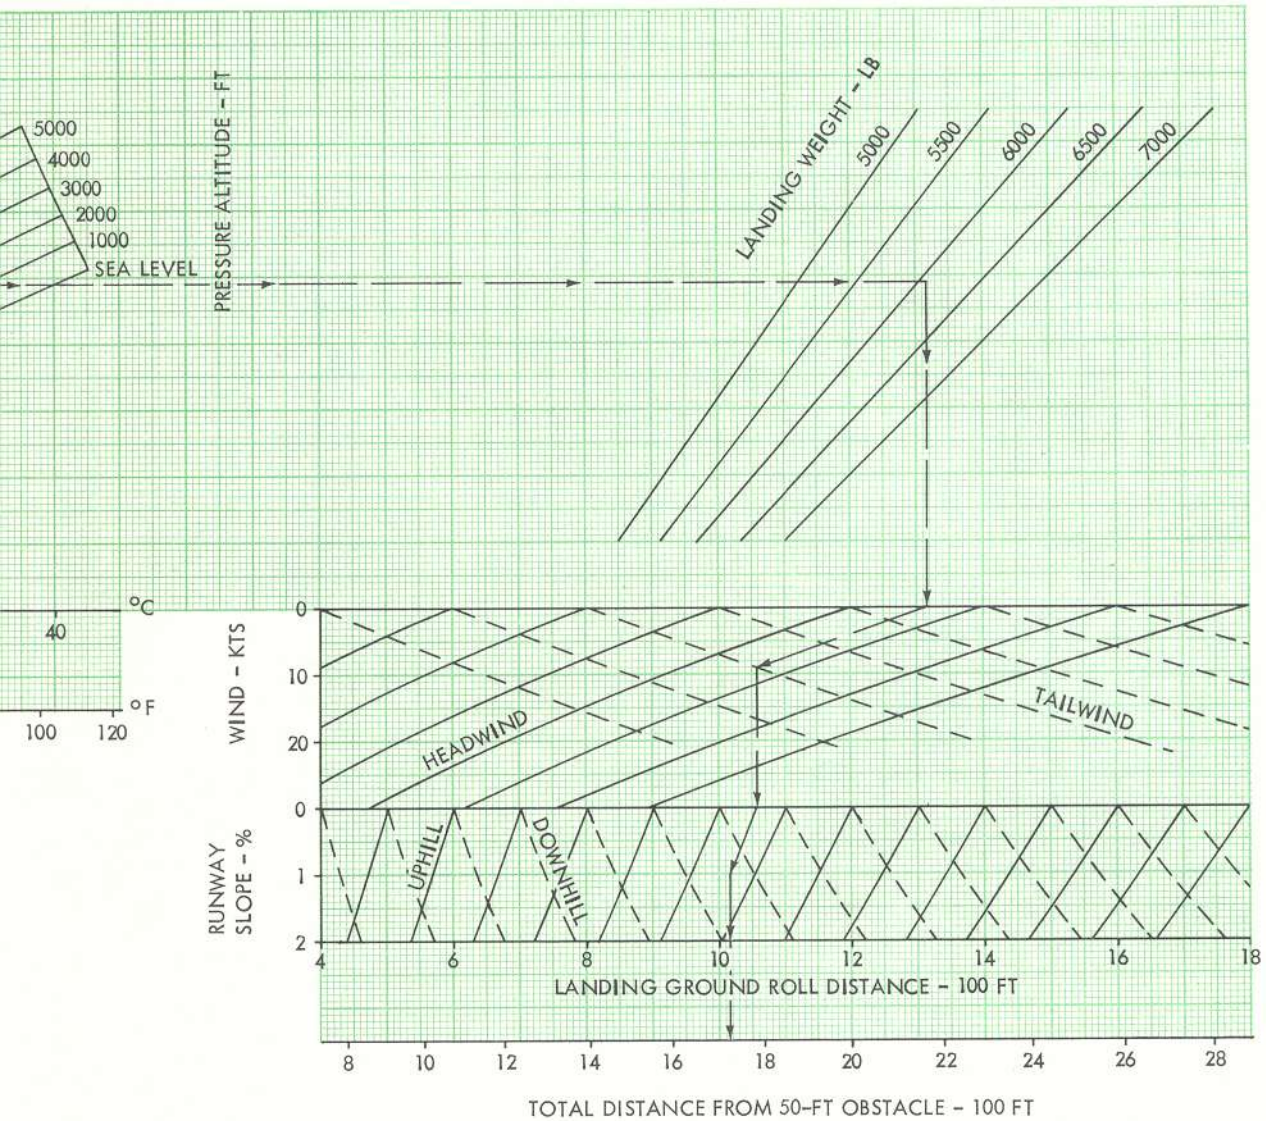 5000
4000
3000
2000
1000
SEA LEVEL
PRESSURE ALTITUDE – FT
LANDING WEIGHT – LB
5000
5500
6000
6500
7000
°C
40
°F
100 120
WIND – KTS
0
10
20
HEADWIND
TAILWIND
RUNWAY
SLOPE – %
0
1
2
UPHILL
DOWNHILL
4 6 8 10 12 14 16 18
LANDING GROUND ROLL DISTANCE – 100 FT
8 10 12 14 16 18 20 22 24 26 28
TOTAL DISTANCE FROM 50-FT OBSTACLE – 100 FT